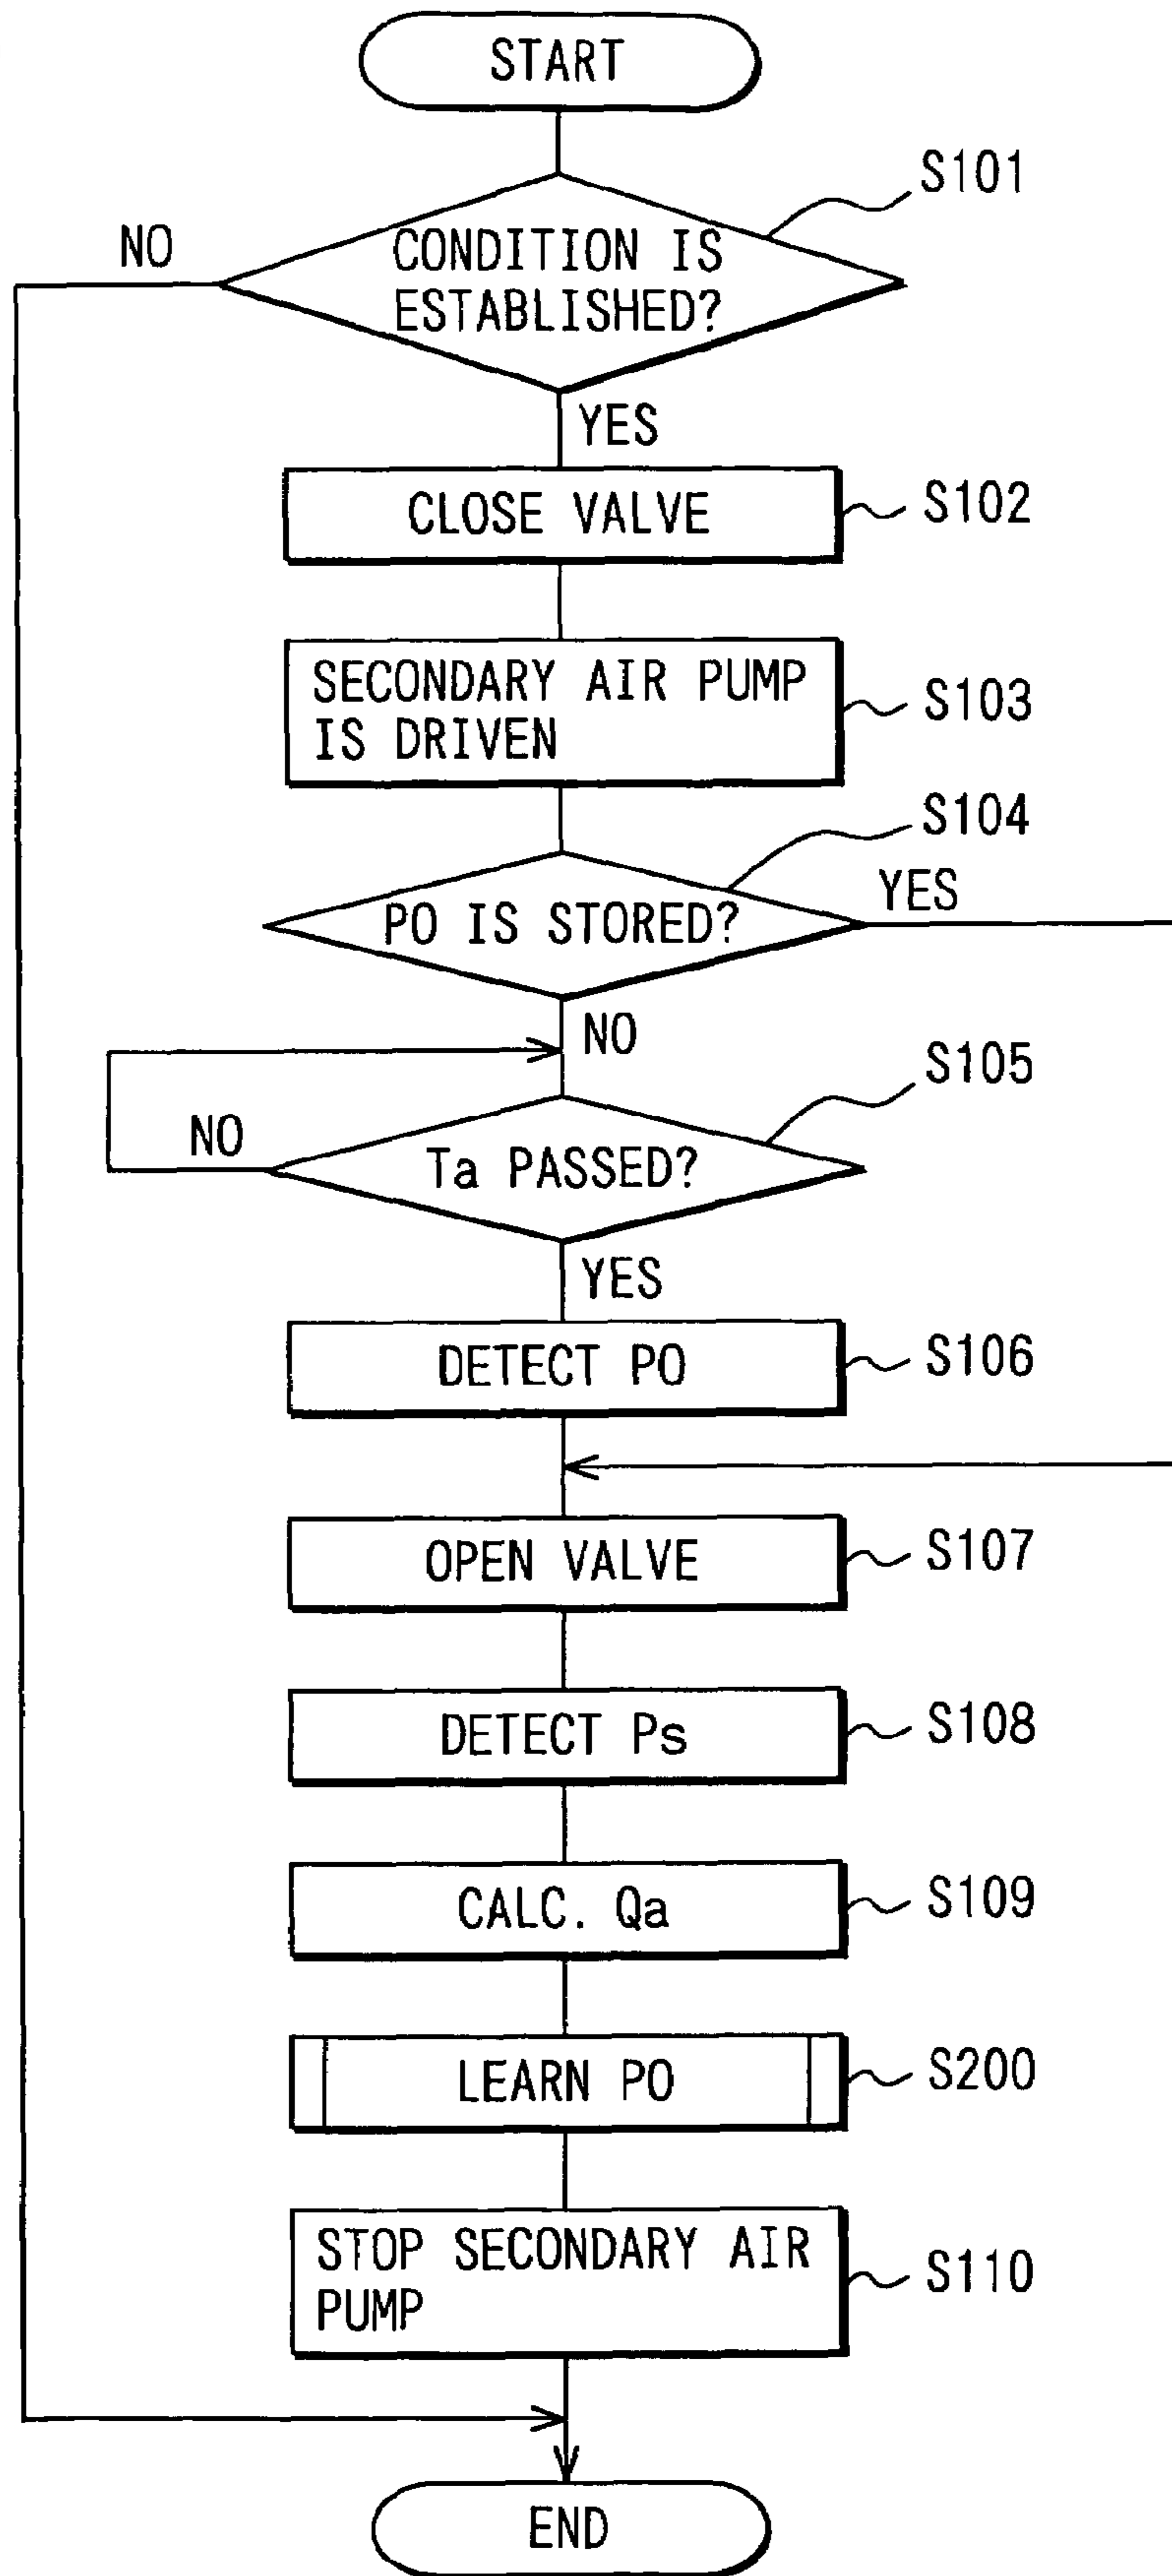 START
S101
NO
CONDITION IS
ESTABLISHED?
YES
CLOSE VALVE
S102
SECONDARY AIR PUMP
IS DRIVEN
S103
S104
YES
PO IS STORED?
NO
S105
NO
Ta PASSED?
YES
DETECT PO
S106
OPEN VALVE
S107
DETECT Ps
S108
CALC. Qa
S109
LEARN PO
S200
STOP SECONDARY AIR
PUMP
S110
END